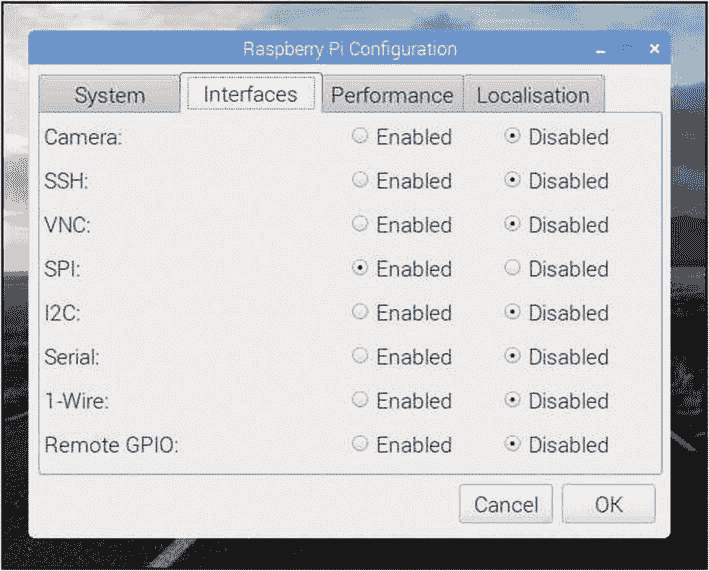 Raspberry Pi Configuration
System Interfaces Performance Localisation
Camera: Enabled Disabled
SSH: Enabled Disabled
VNC: Enabled Disabled
SPI: Enabled Disabled
I2C: Enabled Disabled
Serial: Enabled Disabled
1-Wire: Enabled Disabled
Remote GPIO: Enabled Disabled
Cancel OK